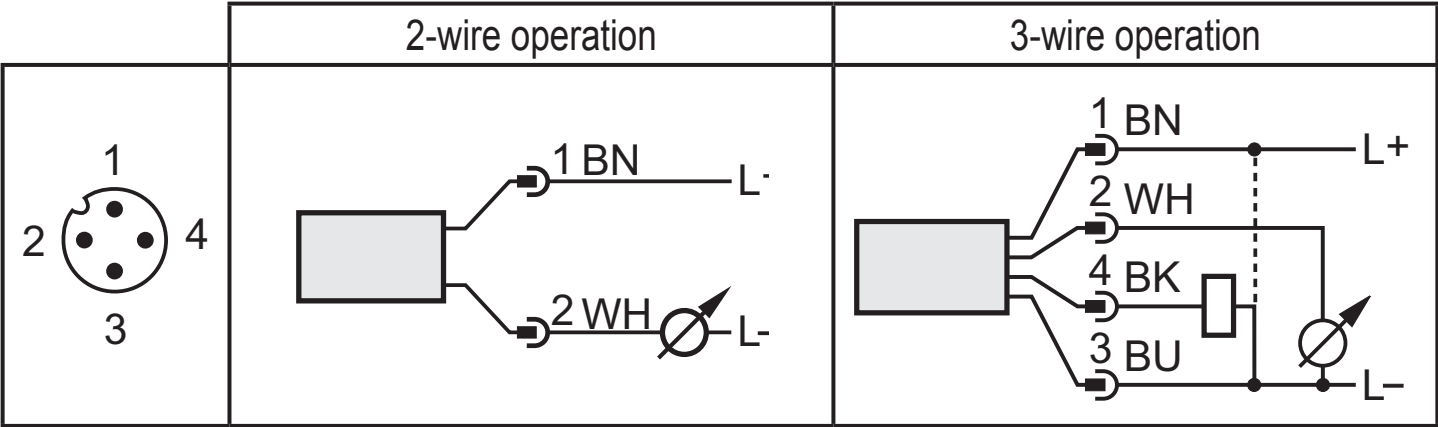 2-wire operation
3-wire operation
1
2
4
3
1 BN
L
2 WH
L-
1 BN
L+
2 WH
4 BK
3 BU
L–